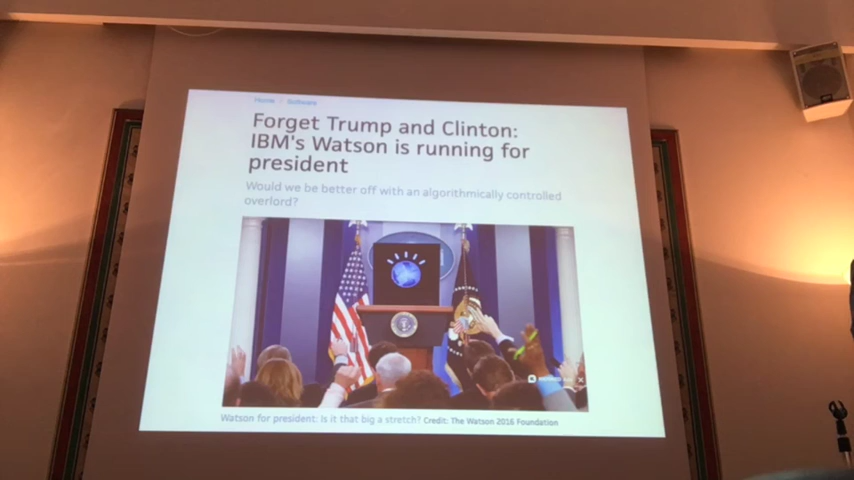 Home / Software
Forget Trump and Clinton:
IBM's Watson is running for
president
Would we be better off with an algorithmically controlled
overlord?
Watson for president: Is it that big a stretch? Credit: The Watson 2016 Foundation